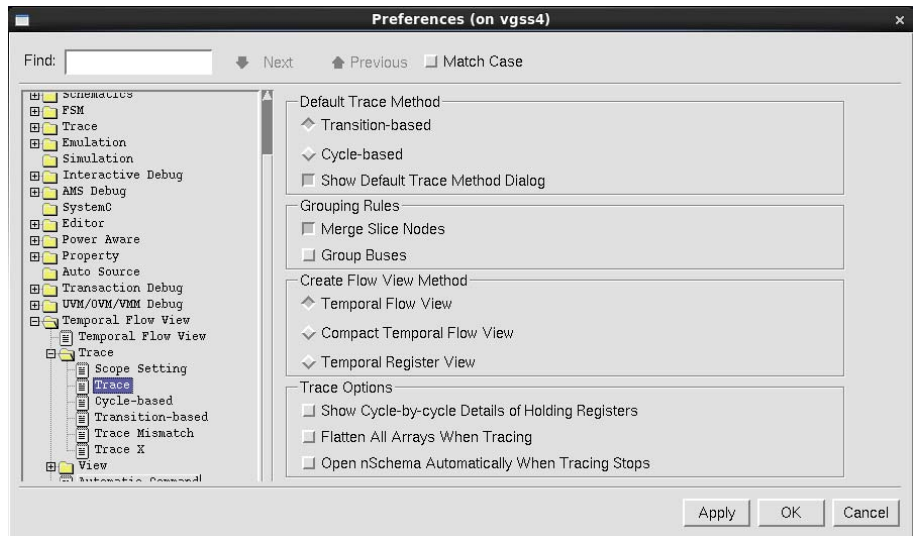 Preferences (on vgss4)
Find:
Next
Previous
Match Case
Schematics
FSM
Trace
Emulation
Simulation
Interactive Debug
AMS Debug
SystemC
Editor
Power Aware
Property
Auto Source
Transaction Debug
UVM/OVM/VMM Debug
Temporal Flow View
Temporal Flow View
Trace
Scope Setting
Trace
Cycle-based
Transition-based
Trace Mismatch
Trace X
View
Automatic Command
Default Trace Method
Transition-based
Cycle-based
Show Default Trace Method Dialog
Grouping Rules
Merge Slice Nodes
Group Buses
Create Flow View Method
Temporal Flow View
Compact Temporal Flow View
Temporal Register View
Trace Options
Show Cycle-by-cycle Details of Holding Registers
Flatten All Arrays When Tracing
Open nSchema Automatically When Tracing Stops
Apply
OK
Cancel